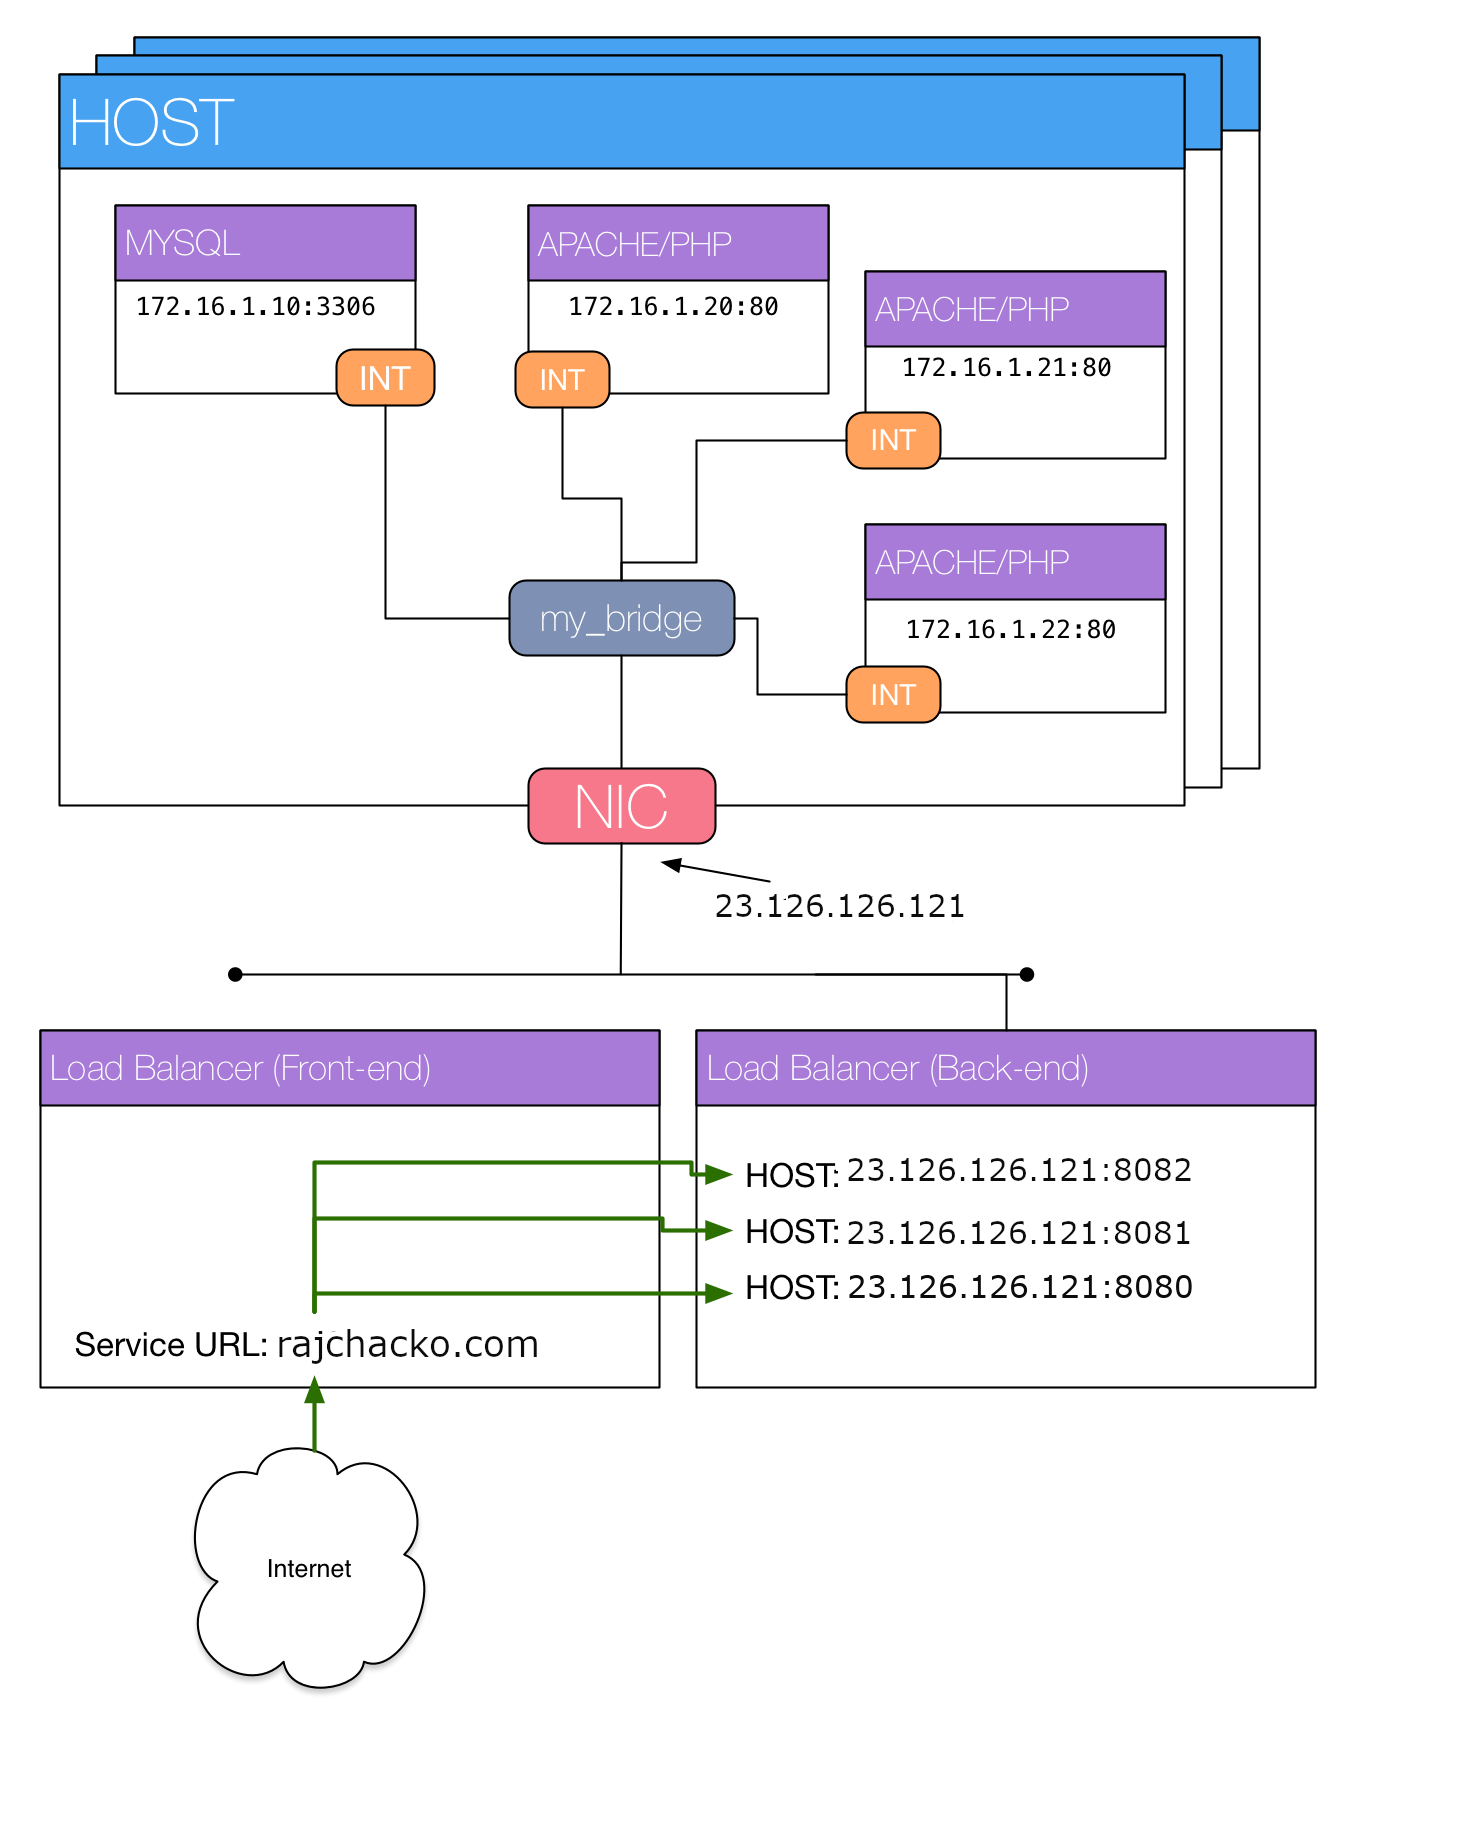 HOST
MYSQL
172.16.1.10:3306
INT
APACHE/PHP
172.16.1.20:80
INT
APACHE/PHP
172.16.1.21:80
INT
APACHE/PHP
172.16.1.22:80
INT
my_bridge
NIC
23.126.126.121
Load Balancer (Front-end)
Service URL: rajchacko.com
Load Balancer (Back-end)
HOST: 23.126.126.121:8082
HOST: 23.126.126.121:8081
HOST: 23.126.126.121:8080
Internet